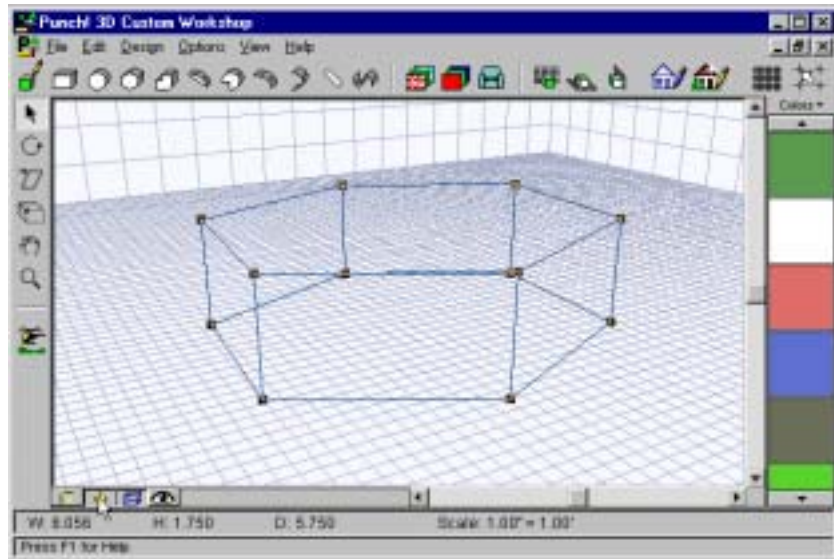 Punch! 3D Custom Workshop
File Edit Design Options View Help
Colors
W: 8.056 H: 1.750 D: 5.750 Scale: 1.00" = 1.00"
Press F1 for Help